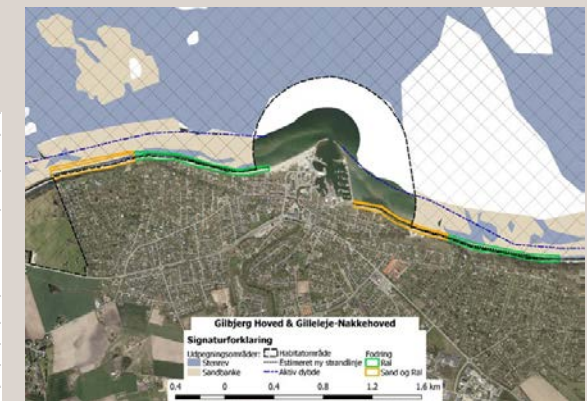 Gilbjerg Hoved & Gilleleje-Nakkehoved
Signaturforklaring
Udpegningsområder:
Stenrev
Sandbanke
Habitatområde
Estimeret ny strandlinje
Aktiv dybde
Fodring
Ral
Sand og Ral
0.4 0 0.4 0.8 1.2 1.6 km